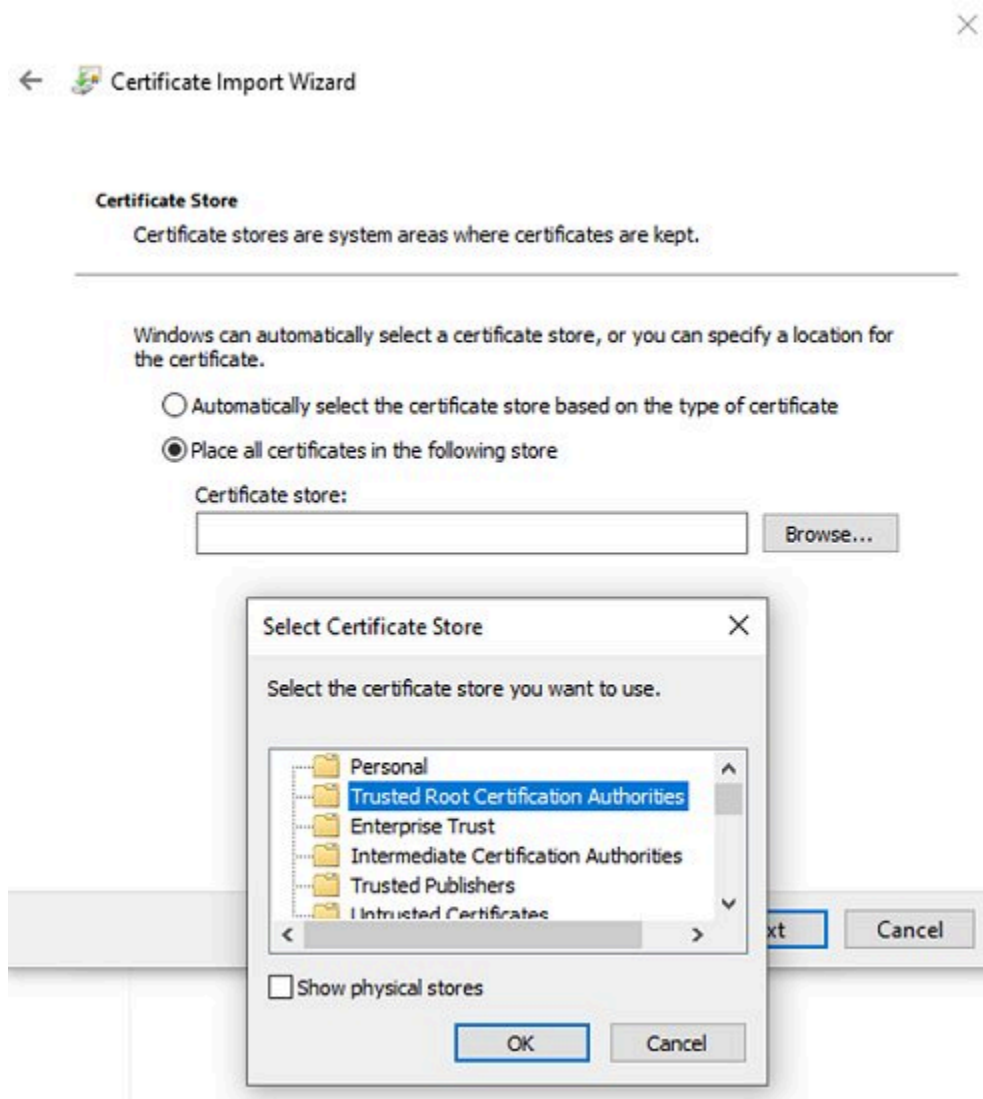 Certificate Import Wizard
Certificate Store
Certificate stores are system areas where certificates are kept.
Windows can automatically select a certificate store, or you can specify a location for
the certificate.
Automatically select the certificate store based on the type of certificate
Place all certificates in the following store
Certificate store:
Browse...
Select Certificate Store
Select the certificate store you want to use.
Personal
Trusted Root Certification Authorities
Enterprise Trust
Intermediate Certification Authorities
Trusted Publishers
Untrusted Certificates
xt
Cancel
Show physical stores
OK
Cancel